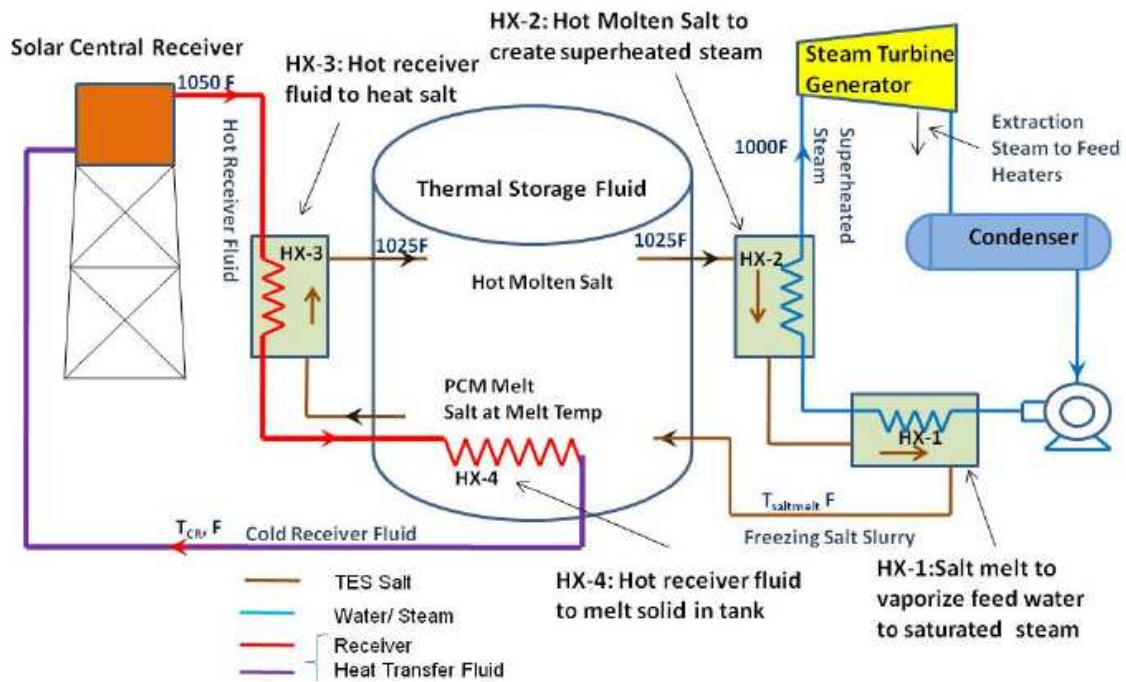 Solar Central Receiver
1050 F
Hot Receiver Fluid
HX-3: Hot receiver
fluid to heat salt
HX-2: Hot Molten Salt to
create superheated steam
Steam Turbine
Generator
Extraction
Steam to Feed
Heaters
1000F
Superheated
Steam
Condenser
Thermal Storage Fluid
HX-3
1025F
1025F
HX-2
Hot Molten Salt
PCM Melt
Salt at Melt Temp
HX-4
HX-1
Tsaltmelt F
Freezing Salt Slurry
TCR, F
Cold Receiver Fluid
HX-4: Hot receiver fluid
to melt solid in tank
HX-1:Salt melt to
vaporize feed water
to saturated steam
TES Salt
Water/ Steam
Receiver
Heat Transfer Fluid